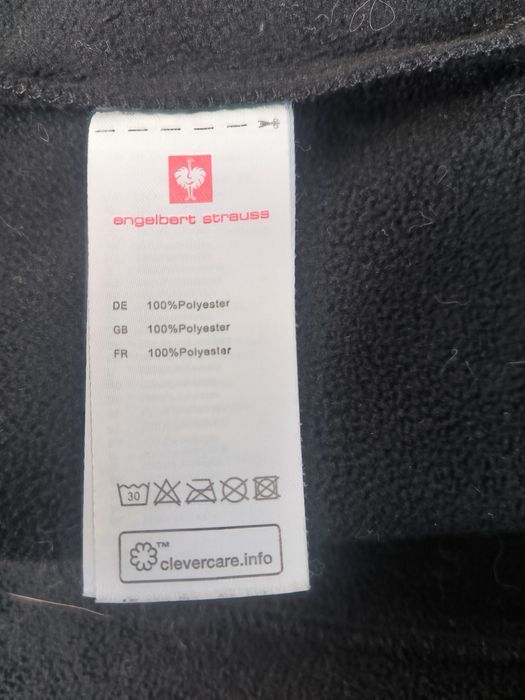 engelbert strauss
DE 100%Polyester
GB 100%Polyester
FR 100%Polyester
30
™
clevercare.info